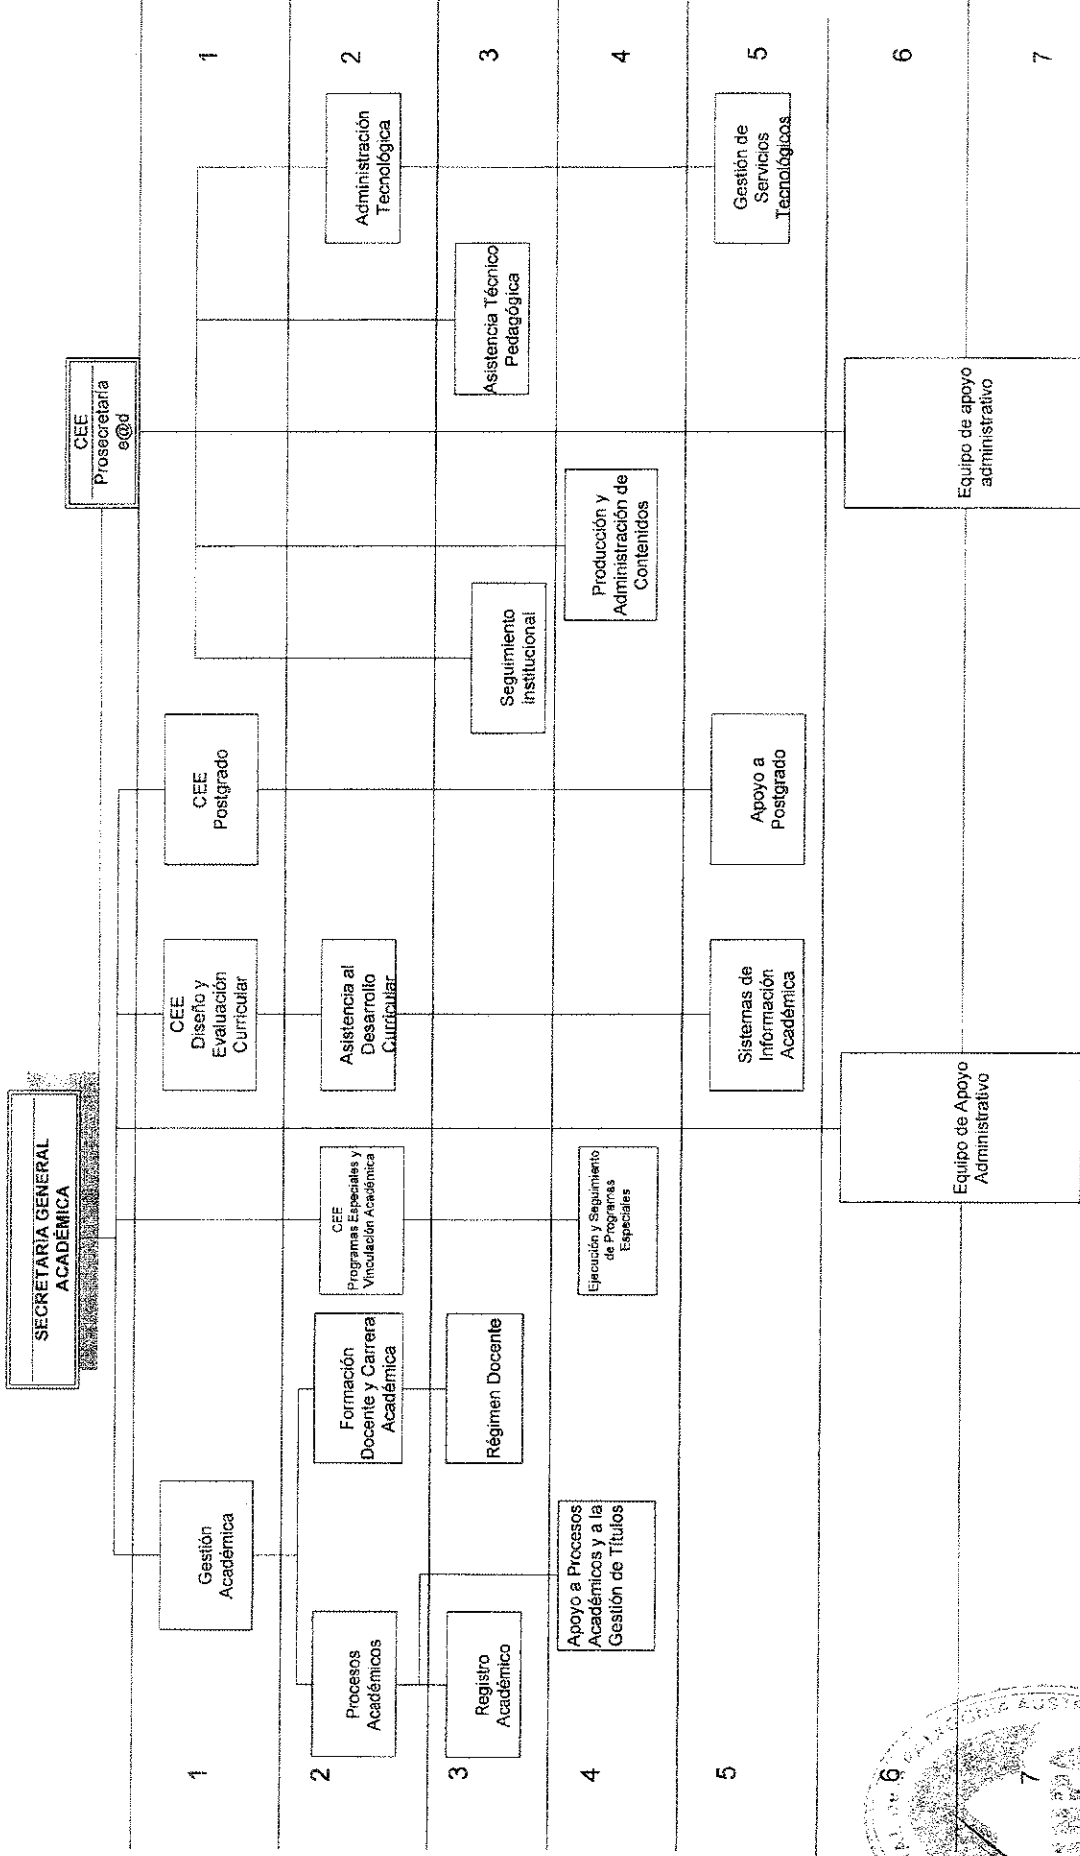 SECRETARIA GENERAL
ACADÉMICA
CEE
Prosecretaría
e@d
1
Gestión
Académica
CEE
Diseño y
Evaluación
Curricular
CEE
Postgrado
1
2
Procesos
Académicos
Formación
Docente y Carrera
Académica
CEE
Programas Especiales y
Vinculación Académica
Asistencia al
Desarrollo
Curricular
Administración
Tecnológica
2
3
Registro
Académico
Régimen Docente
Seguimiento
institucional
Asistencia Técnico
Pedagógica
3
4
Apoyo a Procesos
Académicos y a la
Gestión de Títulos
Ejecución y Seguimiento
de Programas
Especiales
Producción y
Administración de
Contenidos
4
5
Sistemas de
Información
Académica
Apoyo a
Postgrado
Gestión de
Servicios
Tecnológicos
5
6
Equipo de Apoyo
Administrativo
Equipo de apoyo
administrativo
6
7
7